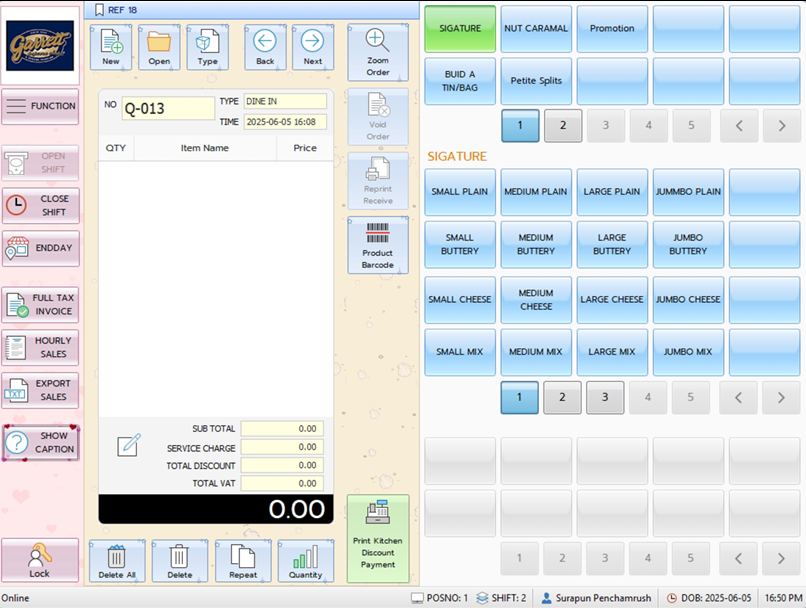 REF 18
Garrett
FUNCTION
OPEN
SHIFT
CLOSE
SHIFT
ENDDAY
FULL TAX
INVOICE
HOURLY
SALES
TXT
EXPORT
SALES
SHOW
CAPTION
Lock
New
Open
Type
Back
Next
NO
Q-013
TYPE
DINE IN
TIME
2025-06-05 16:08
QTY
Item Name
Price
SUB TOTAL
0.00
SERVICE CHARGE
0.00
TOTAL DISCOUNT
0.00
TOTAL VAT
0.00
0.00
Delete All
Delete
Repeat
Quantity
Zoom
Order
Void
Order
Reprint
Receive
Product
Barcode
Print Kitchen
Discount
Payment
SIGATURE
NUT CARAMAL
Promotion
BUID A
TIN/BAG
Petite Splits
1 2 3 4 5
SIGATURE
SMALL PLAIN
MEDIUM PLAIN
LARGE PLAIN
JUMMBO PLAIN
SMALL
BUTTERY
MEDIUM
BUTTERY
LARGE
BUTTERY
JUMBO
BUTTERY
SMALL CHEESE
MEDIUM
CHEESE
LARGE CHEESE
JUMBO CHEESE
SMALL MIX
MEDIUM MIX
LARGE MIX
JUMBO MIX
1 2 3 4 5
1 2 3 4 5
Online
POSNO: 1
SHIFT: 2
Surapun Penchamrush
DOB: 2025-06-05
16:50 PM